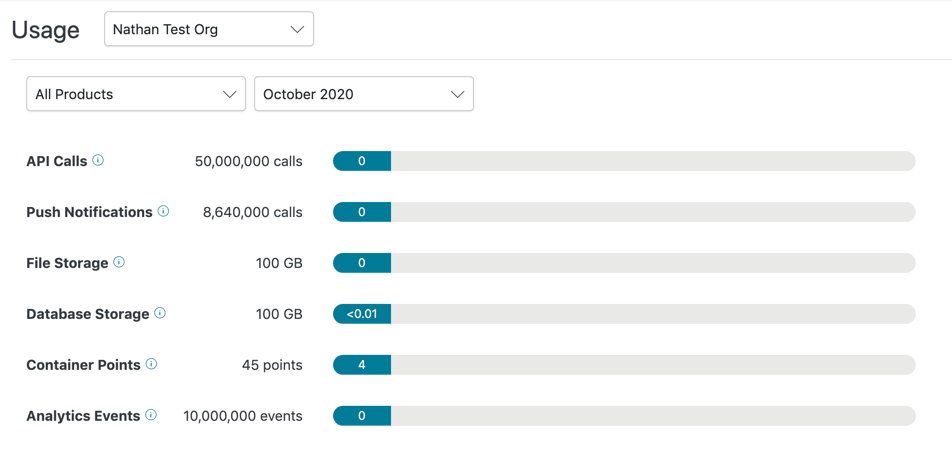 Usage Nathan Test Org
All Products October 2020
API Calls 50,000,000 calls 0
Push Notifications 8,640,000 calls 0
File Storage 100 GB 0
Database Storage 100 GB <0.01
Container Points 45 points 4
Analytics Events 10,000,000 events 0